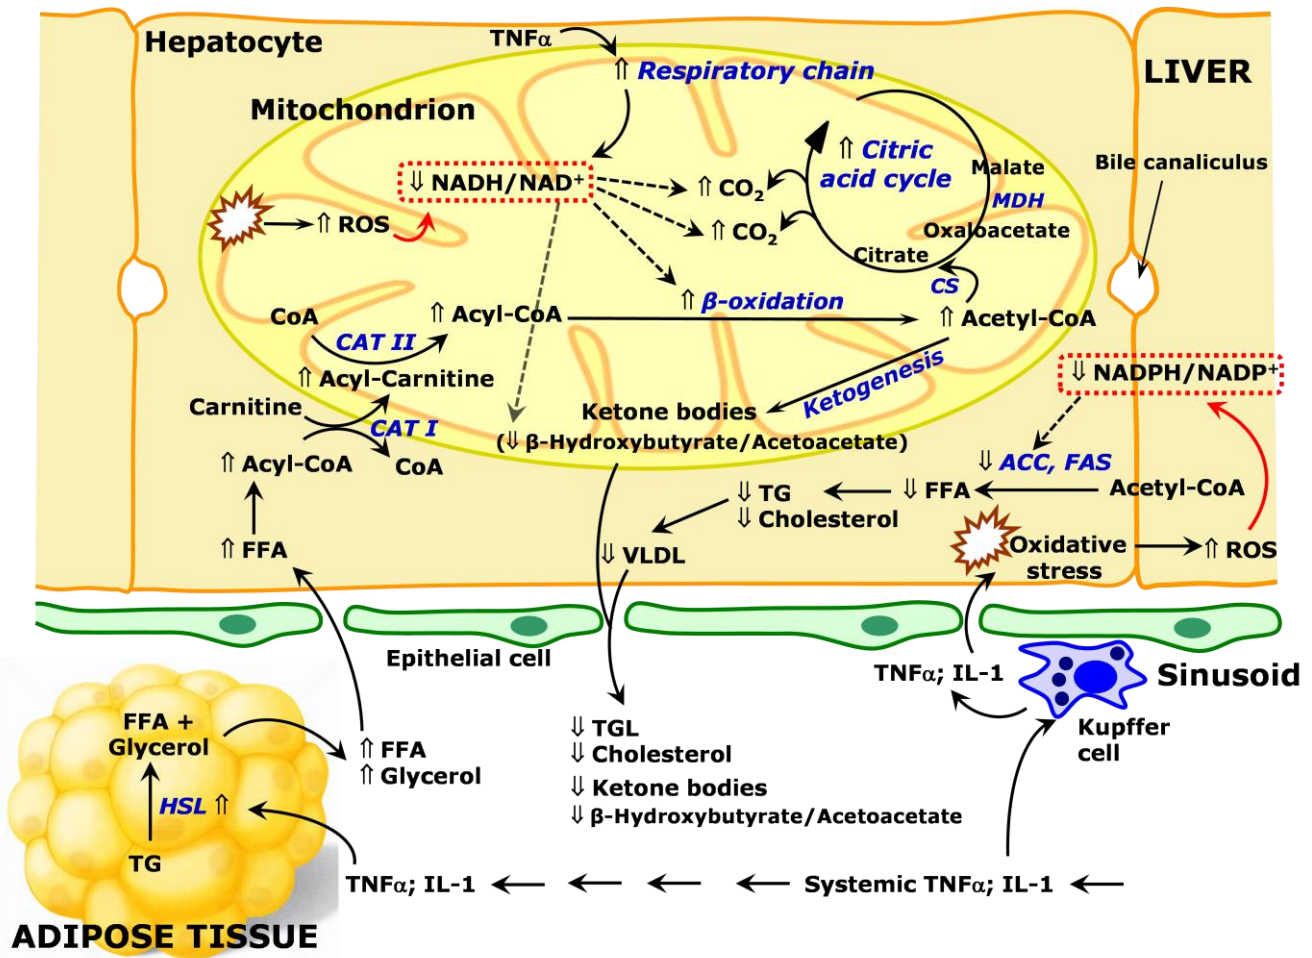 Hepatocyte
TNFα
⇑ Respiratory chain
LIVER
Mitochondrion
⇑ Citric
acid cycle
Malate
MDH
Oxaloacetate
Citrate
CS
Bile canaliculus
⇓ NADH/NAD⁺
⇑ CO₂
⇑ CO₂
⇑ ROS
⇑ β-oxidation
CoA
CAT II
⇑ Acyl-CoA
⇑ Acetyl-CoA
⇑ Acyl-Carnitine
Ketogenesis
⇓ NADPH/NADP⁺
Carnitine
CAT I
Ketone bodies
(⇓ β-Hydroxybutyrate/Acetoacetate)
⇑ Acyl-CoA
CoA
⇓ ACC, FAS
⇓ TG
⇓ Cholesterol
⇓ FFA
Acetyl-CoA
⇑ FFA
⇓ VLDL
Oxidative
stress
⇑ ROS
Epithelial cell
TNFα; IL-1
Sinusoid
Kupffer
cell
FFA +
Glycerol
⇑ FFA
⇑ Glycerol
⇓ TGL
⇓ Cholesterol
⇓ Ketone bodies
⇓ β-Hydroxybutyrate/Acetoacetate
HSL ⇑
TG
TNFα; IL-1
Systemic TNFα; IL-1
ADIPOSE TISSUE